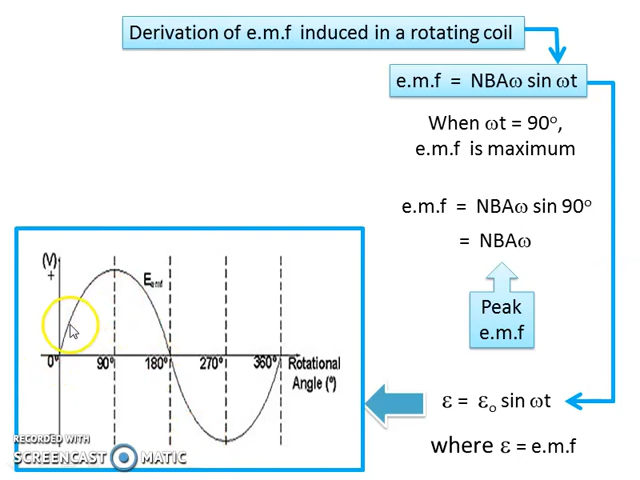 Derivation of e.m.f induced in a rotating coil
e.m.f = NBAω sin ωt
When ωt = 90°,
e.m.f is maximum
e.m.f = NBAω sin 90°
= NBAω
Peak
e.m.f
ε = ε₀ sin ωt
where ε = e.m.f
(V)
+
Eemf
0° 90° 180° 270° 360° Rotational
Angle (°)
RECORDED WITH
SCREENCAST MATIC